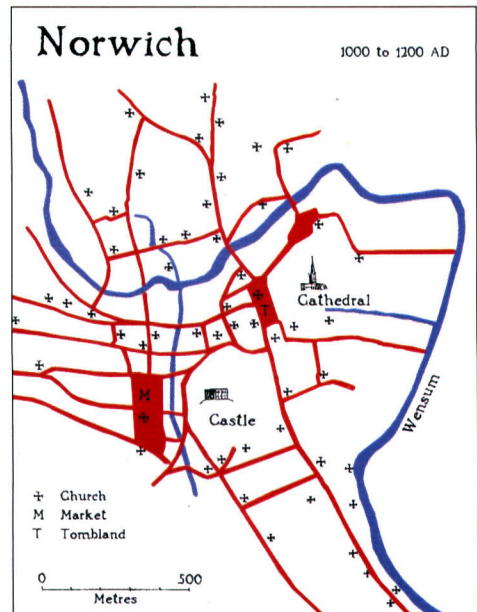 Norwich
1000 to 1200 AD
Cathedral
T
M
Castle
Wensum
Church
M Market
T Tombland
0 500
Metres